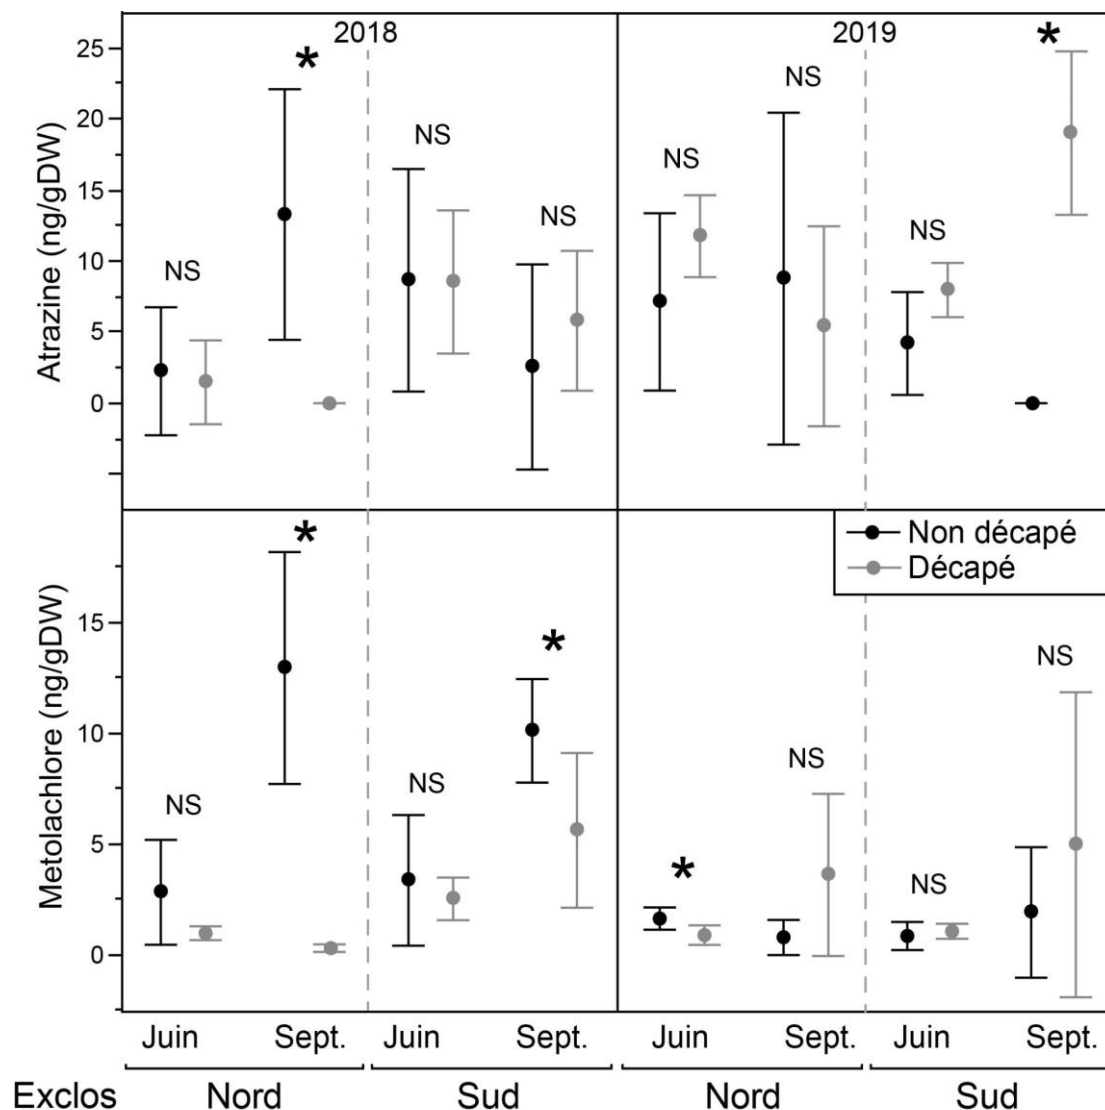 2018
2019
Atrazine (ng/gDW)
25
20
15
10
5
0
NS
*
NS
NS
NS
NS
NS
*
Metolachlore (ng/gDW)
15
10
5
0
NS
*
NS
*
*
NS
NS
NS
Non décapé
Décapé
Juin Sept. Juin Sept. Juin Sept. Juin Sept.
Exclos Nord Sud Nord Sud